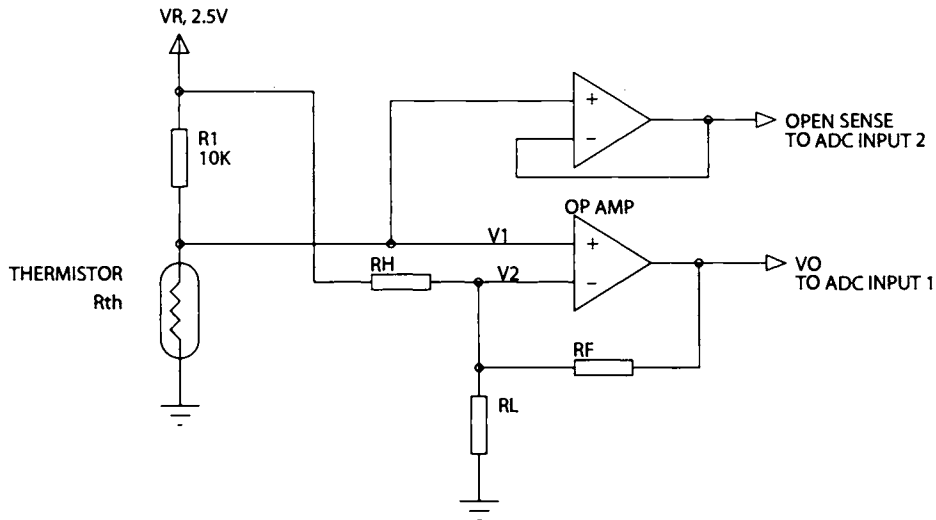 VR, 2.5V
R1
10K
THERMISTOR
Rth
RH
V1
V2
OP AMP
+
−
+
−
RF
RL
OPEN SENSE
TO ADC INPUT 2
VO
TO ADC INPUT 1